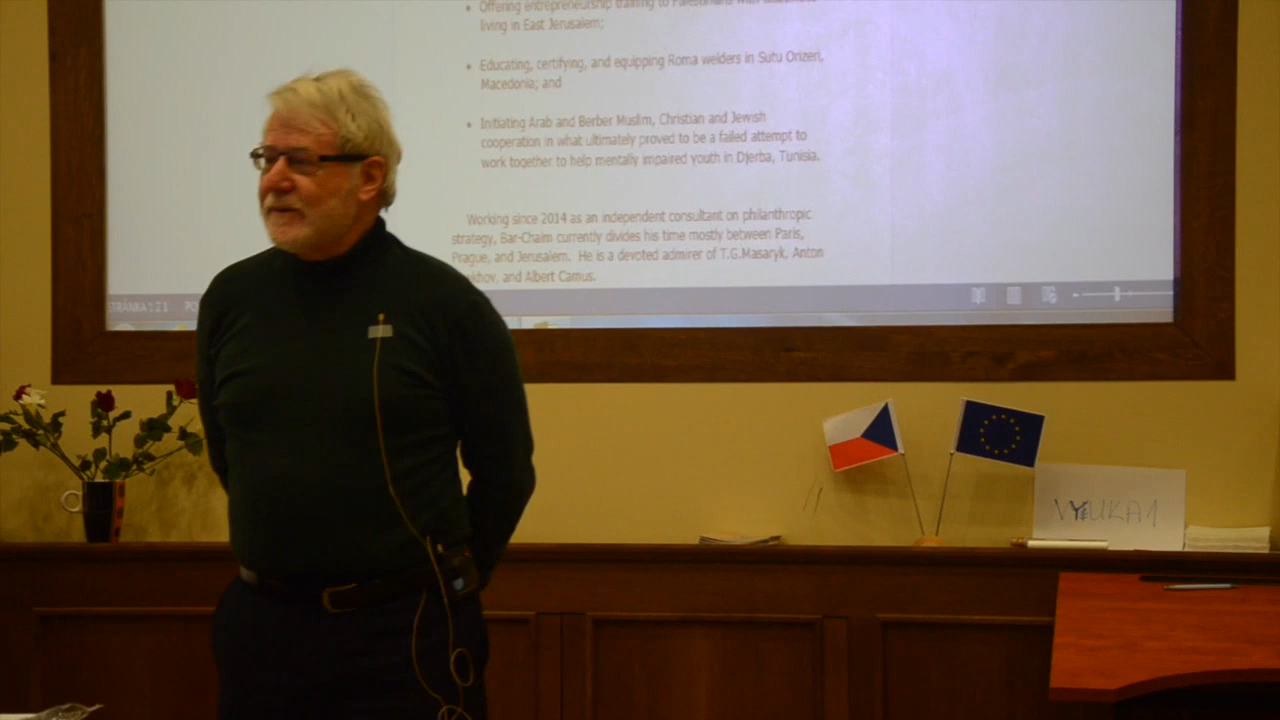 • Offering entrepreneurship training to Palestinians with
living in East Jerusalem;
• Educating, certifying, and equipping Roma welders in Sutu Orizeri,
Macedonia; and
• Initiating Arab and Berber Muslim, Christian and Jewish
cooperation in what ultimately proved to be a failed attempt to
work together to help mentally impaired youth in Djerba, Tunisia.
Working since 2014 as an independent consultant on philanthropic
strategy, Bar-Chaim currently divides his time mostly between Paris,
Prague, and Jerusalem. He is a devoted admirer of T.G.Masaryk, Anton
and Albert Camus.
STRÁNKA
VÝUKA 1